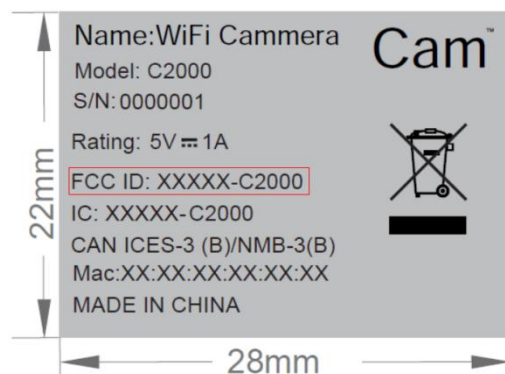 Name:WiFi Cammera
Cam™
Model: C2000
S/N:0000001
Rating: 5V⎓1A
FCC ID: XXXXX-C2000
IC: XXXXX-C2000
CAN ICES-3 (B)/NMB-3(B)
Mac:XX:XX:XX:XX:XX:XX
MADE IN CHINA
22mm
28mm